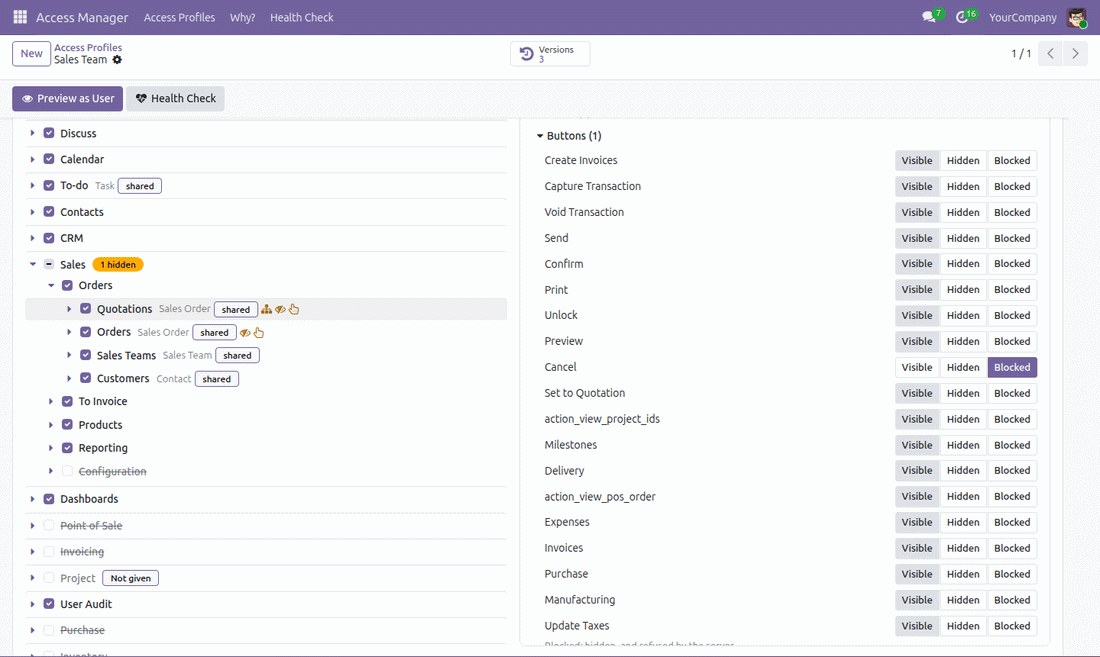 Access Manager Access Profiles Why? Health Check 7 16 YourCompany
New Access Profiles Versions 1 / 1
Sales Team 3
Preview as User Health Check
Discuss
Calendar
To-do Task shared
Contacts
CRM
Sales 1 hidden
Orders
Quotations Sales Order shared
Orders Sales Order shared
Sales Teams Sales Team shared
Customers Contact shared
To Invoice
Products
Reporting
Configuration
Dashboards
Point of Sale
Invoicing
Project Not given
User Audit
Purchase
Inventory
Buttons (1)
Create Invoices Visible Hidden Blocked
Capture Transaction Visible Hidden Blocked
Void Transaction Visible Hidden Blocked
Send Visible Hidden Blocked
Confirm Visible Hidden Blocked
Print Visible Hidden Blocked
Unlock Visible Hidden Blocked
Preview Visible Hidden Blocked
Cancel Visible Hidden Blocked
Set to Quotation Visible Hidden Blocked
action_view_project_ids Visible Hidden Blocked
Milestones Visible Hidden Blocked
Delivery Visible Hidden Blocked
action_view_pos_order Visible Hidden Blocked
Expenses Visible Hidden Blocked
Invoices Visible Hidden Blocked
Purchase Visible Hidden Blocked
Manufacturing Visible Hidden Blocked
Update Taxes Visible Hidden Blocked
Blocked: hidden, and refused by the server